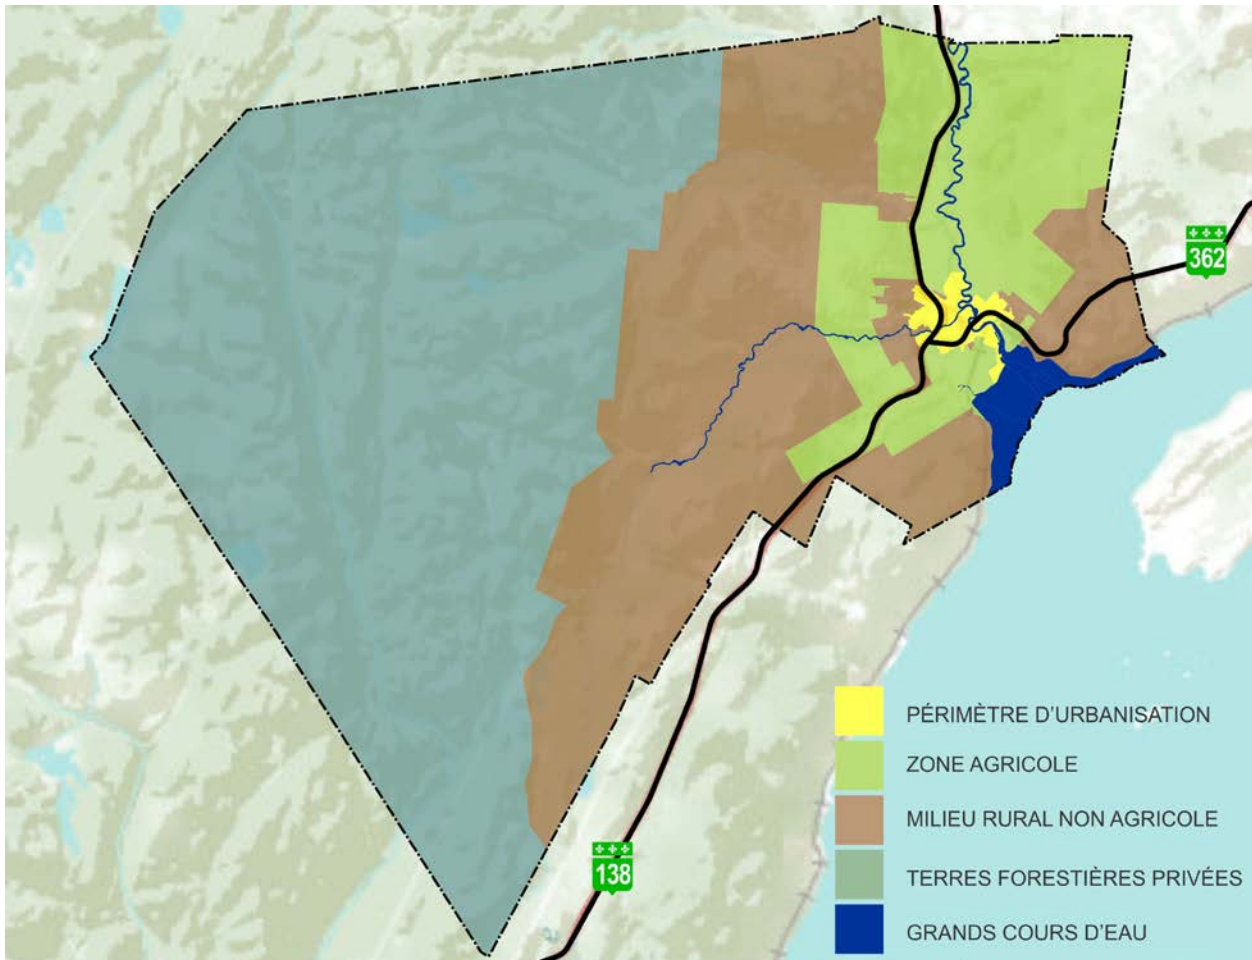 362
PÉRIMÈTRE D'URBANISATION
ZONE AGRICOLE
MILIEU RURAL NON AGRICOLE
138
TERRES FORESTIÈRES PRIVÉES
GRANDS COURS D'EAU